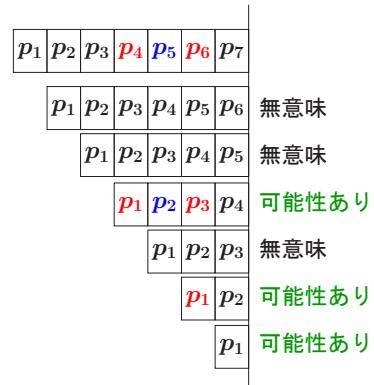 p₁ p₂ p₃ p₄ p₅ p₆ p₇
p₁ p₂ p₃ p₄ p₅ p₆ 無意味
p₁ p₂ p₃ p₄ p₅ 無意味
p₁ p₂ p₃ p₄ 可能性あり
p₁ p₂ p₃ 無意味
p₁ p₂ 可能性あり
p₁ 可能性あり